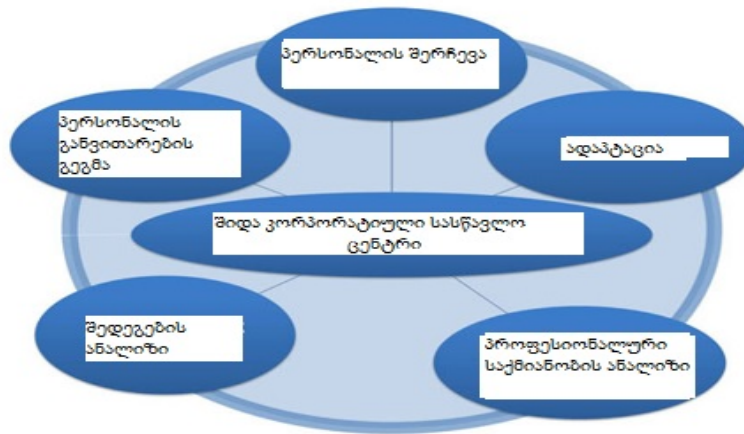 პერსონალის შერჩევა
პერსონალის
განვითარების
გეგმა
ადაპტაცია
შიდა კორპორატიული სასწავლო
ცენტრი
შედეგების
ანალიზი
პროფესიონალური
საქმიანობის ანალიზი